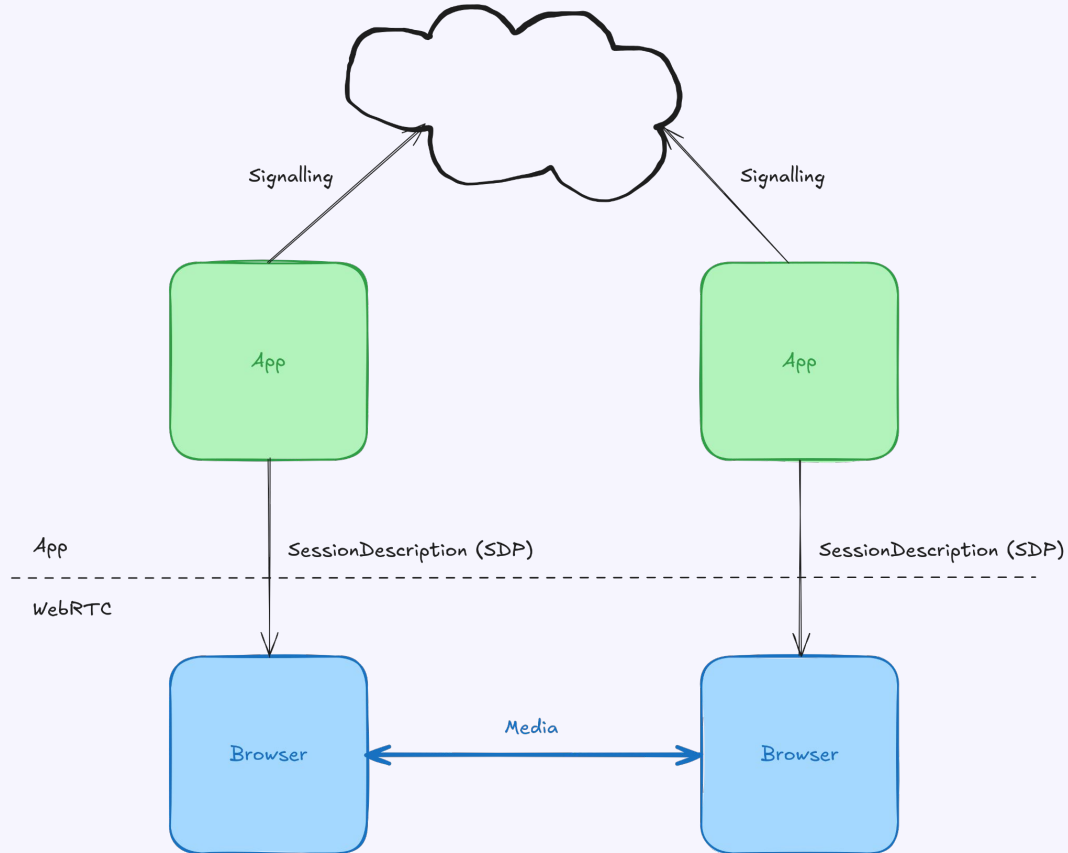 Signalling
Signalling
App
App
App
SessionDescription (SDP)
SessionDescription (SDP)
WebRTC
Media
Browser
Browser